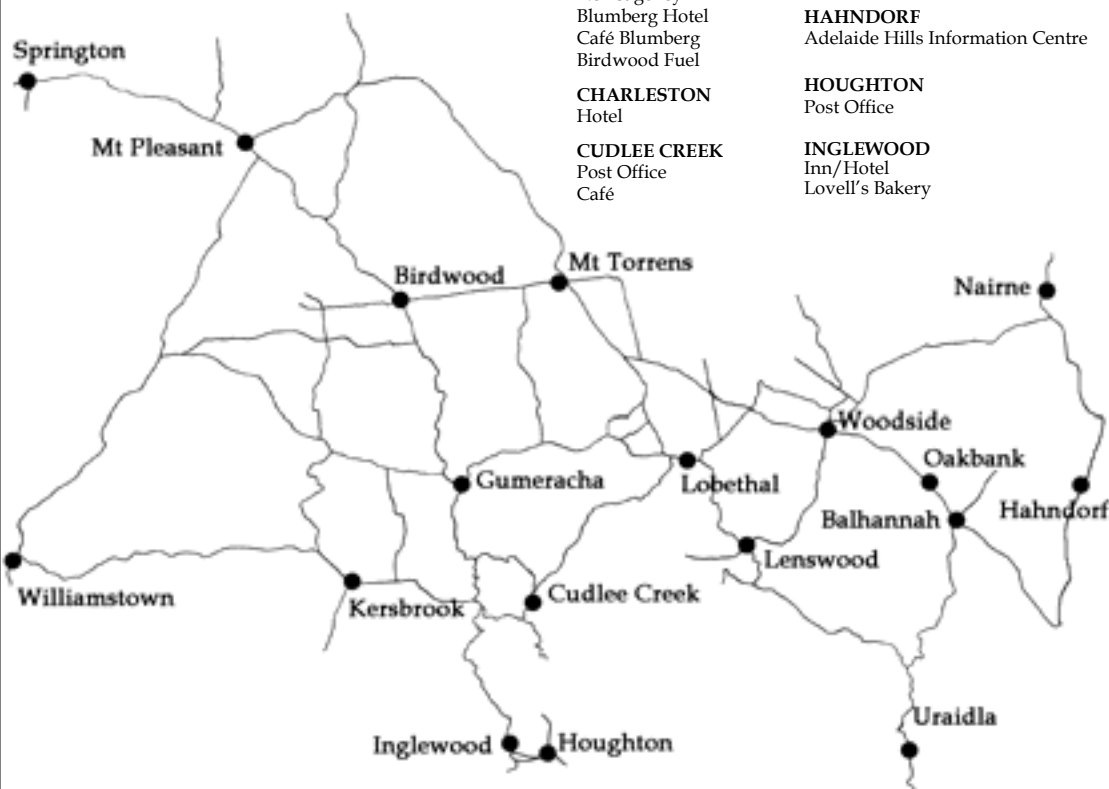 Blumberg Hotel
Café Blumberg
Birdwood Fuel
CHARLESTON
Hotel
CUDLEE CREEK
Post Office
Café
HAHNDORF
Adelaide Hills Information Centre
HOUGHTON
Post Office
INGLEWOOD
Inn/Hotel
Lovell's Bakery
Springton
Mt Pleasant
Birdwood
Mt Torrens
Nairne
Woodside
Oakbank
Gumeracha
Lobethal
Hahndorf
Balhannah
Lenswood
Williamstown
Kersbrook
Cudlee Creek
Uraidla
Inglewood
Houghton